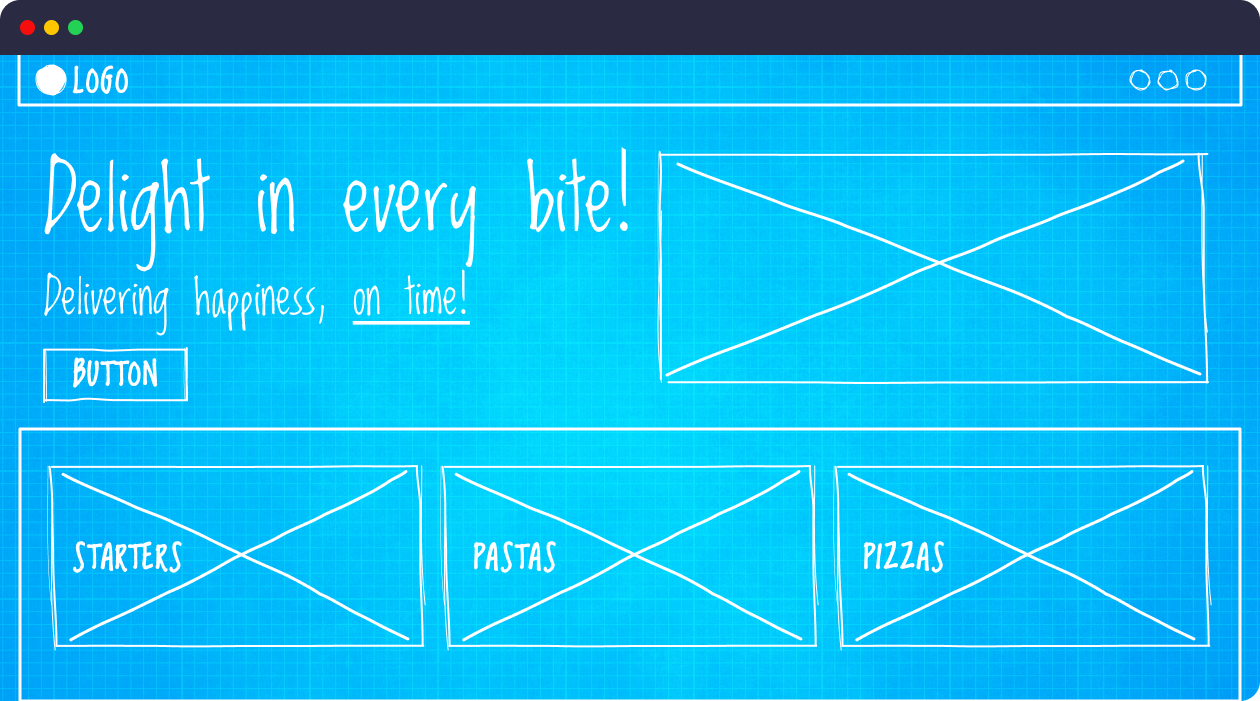 LOGO
Delight in every bite!
Delivering happiness, on time!
BUTTON
STARTERS
PASTAS
PIZZAS